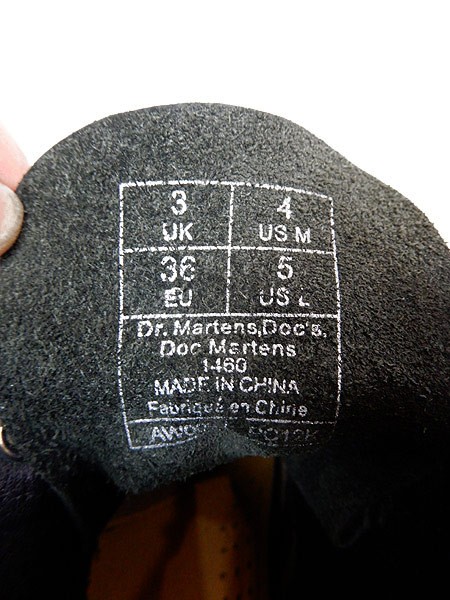 3 4
UK US M
36 5
EU US L
Dr. Martens,Doc's,
Doc Martens
1460
MADE IN CHINA
Fabriqué en Chine